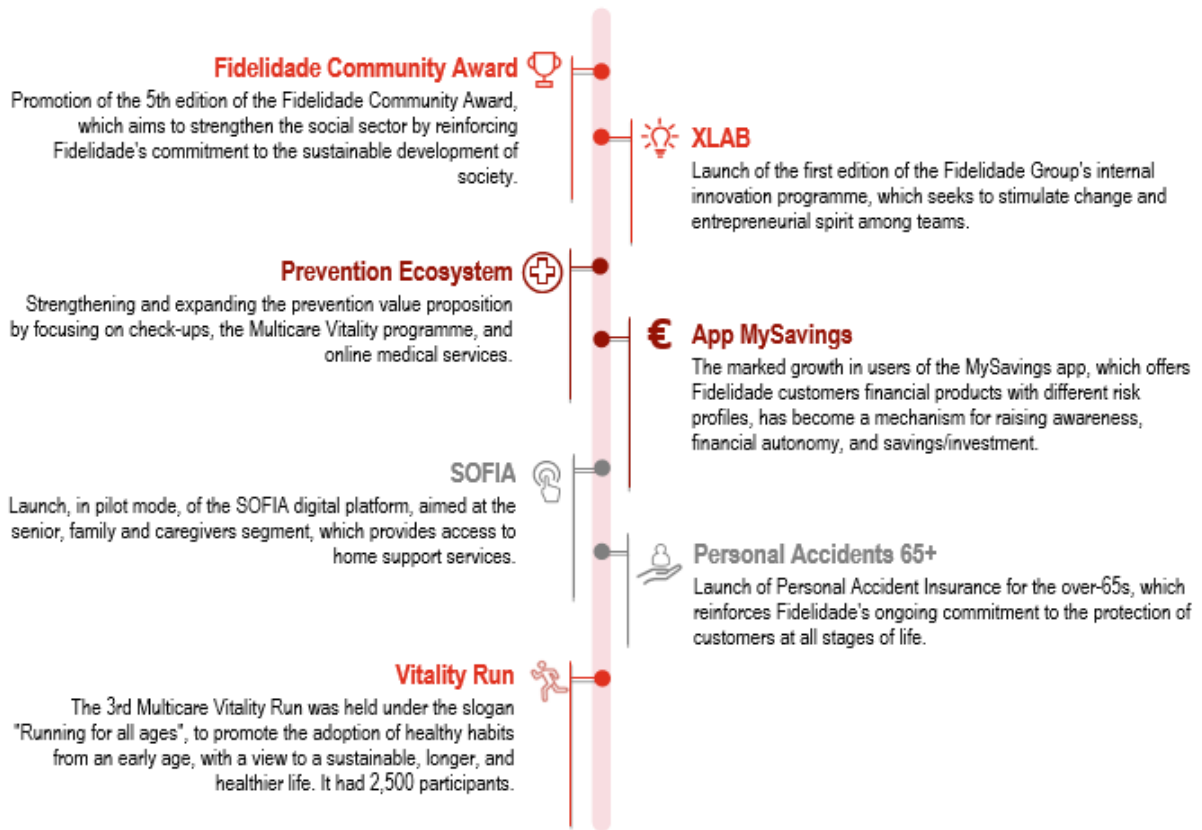 Fidelidade Community Award
Promotion of the 5th edition of the Fidelidade Community Award,
which aims to strengthen the social sector by reinforcing
Fidelidade's commitment to the sustainable development of
society.
XLAB
Launch of the first edition of the Fidelidade Group's internal
innovation programme, which seeks to stimulate change and
entrepreneurial spirit among teams.
Prevention Ecosystem
Strengthening and expanding the prevention value proposition
by focusing on check-ups, the Multicare Vitality programme, and
online medical services.
€ App MySavings
The marked growth in users of the MySavings app, which offers
Fidelidade customers financial products with different risk
profiles, has become a mechanism for raising awareness,
financial autonomy, and savings/investment.
SOFIA
Launch, in pilot mode, of the SOFIA digital platform, aimed at the
senior, family and caregivers segment, which provides access to
home support services.
Personal Accidents 65+
Launch of Personal Accident Insurance for the over-65s, which
reinforces Fidelidade's ongoing commitment to the protection of
customers at all stages of life.
Vitality Run
The 3rd Multicare Vitality Run was held under the slogan
"Running for all ages", to promote the adoption of healthy habits
from an early age, with a view to a sustainable, longer, and
healthier life. It had 2,500 participants.